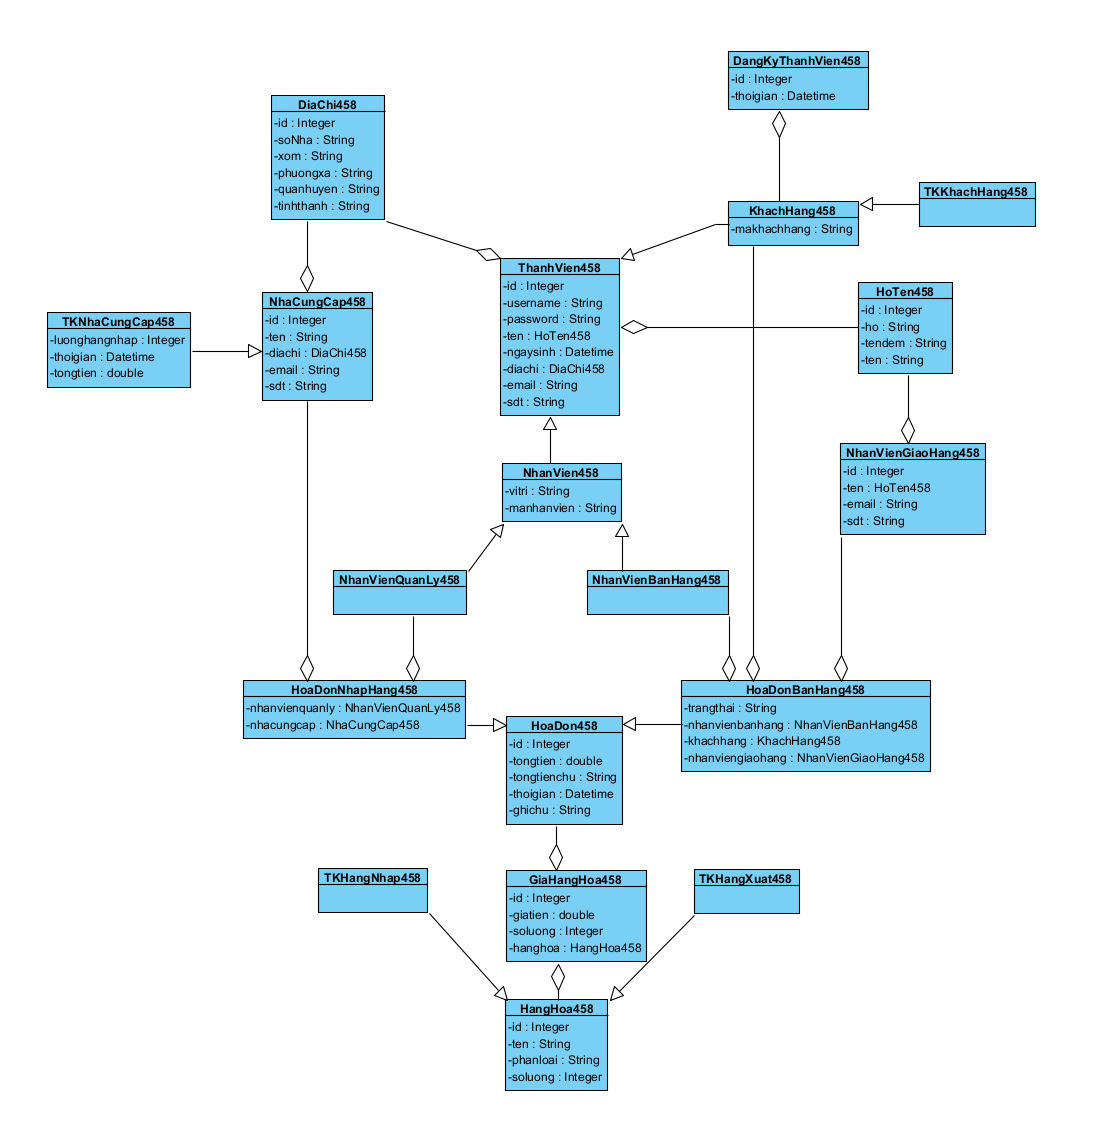 DangKyThanhVien458
-id : Integer
-thoigian : Datetime
DiaChi458
-id : Integer
-soNha : String
-xom : String
-phuongxa : String
-quanhuyen : String
-tinhthanh : String
TKKhachHang458
KhachHang458
-makhachhang : String
ThanhVien458
-id : Integer
-username : String
-password : String
-ten : HoTen458
-ngaysinh : Datetime
-diachi : DiaChi458
-email : String
-sdt : String
HoTen458
-id : Integer
-ho : String
-tendem : String
-ten : String
NhaCungCap458
-id : Integer
-ten : String
-diachi : DiaChi458
-email : String
-sdt : String
TKNhaCungCap458
-luonghangnhap : Integer
-thoigian : Datetime
-tongtien : double
NhanVienGiaoHang458
-id : Integer
-ten : HoTen458
-email : String
-sdt : String
NhanVien458
-vitri : String
-manhanvien : String
NhanVienQuanLy458
NhanVienBanHang458
HoaDonNhapHang458
-nhanvienquanly : NhanVienQuanLy458
-nhacungcap : NhaCungCap458
HoaDonBanHang458
-trangthai : String
-nhanvienbanhang : NhanVienBanHang458
-khachhang : KhachHang458
-nhanviengiaohang : NhanVienGiaoHang458
HoaDon458
-id : Integer
-tongtien : double
-tongtienchu : String
-thoigian : Datetime
-ghichu : String
TKHangNhap458
GiaHangHoa458
-id : Integer
-giatien : double
-soluong : Integer
-hanghoa : HangHoa458
TKHangXuat458
HangHoa458
-id : Integer
-ten : String
-phanloai : String
-soluong : Integer